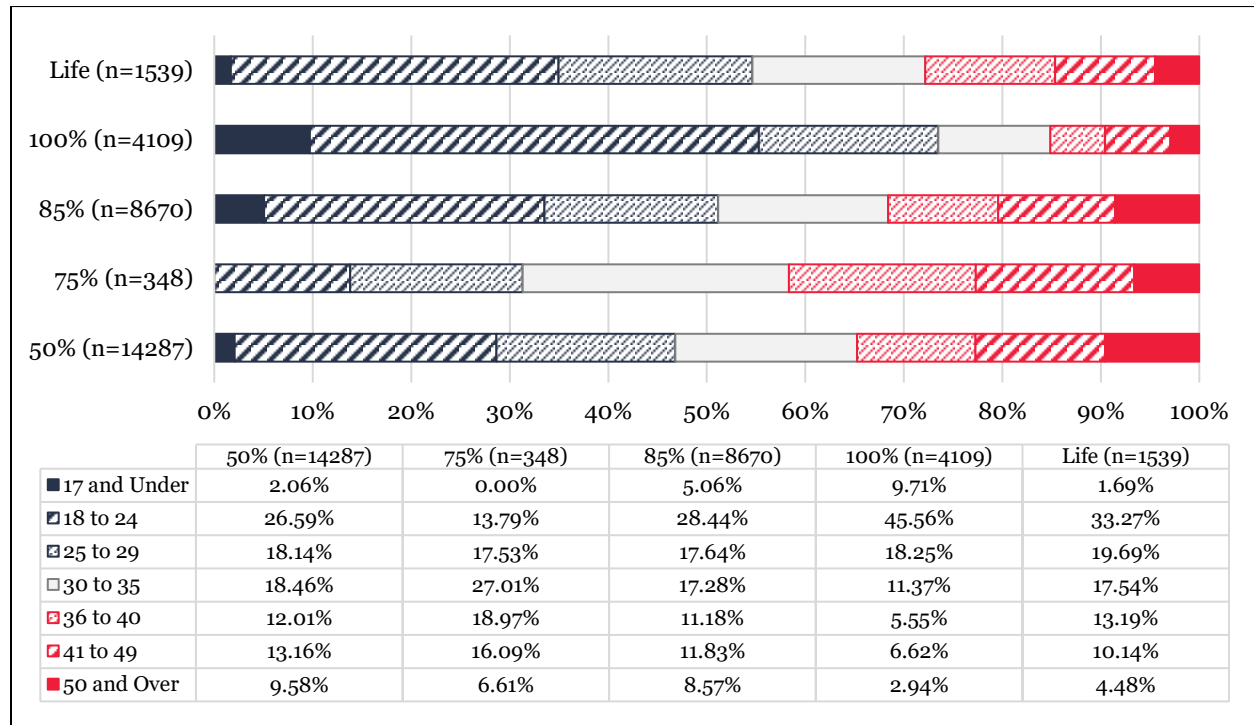 Life (n=1539)
100% (n=4109)
85% (n=8670)
75% (n=348)
50% (n=14287)
0% 10% 20% 30% 40% 50% 60% 70% 80% 90% 100%
50% (n=14287) 75% (n=348) 85% (n=8670) 100% (n=4109) Life (n=1539)
17 and Under 2.06% 0.00% 5.06% 9.71% 1.69%
18 to 24 26.59% 13.79% 28.44% 45.56% 33.27%
25 to 29 18.14% 17.53% 17.64% 18.25% 19.69%
30 to 35 18.46% 27.01% 17.28% 11.37% 17.54%
36 to 40 12.01% 18.97% 11.18% 5.55% 13.19%
41 to 49 13.16% 16.09% 11.83% 6.62% 10.14%
50 and Over 9.58% 6.61% 8.57% 2.94% 4.48%